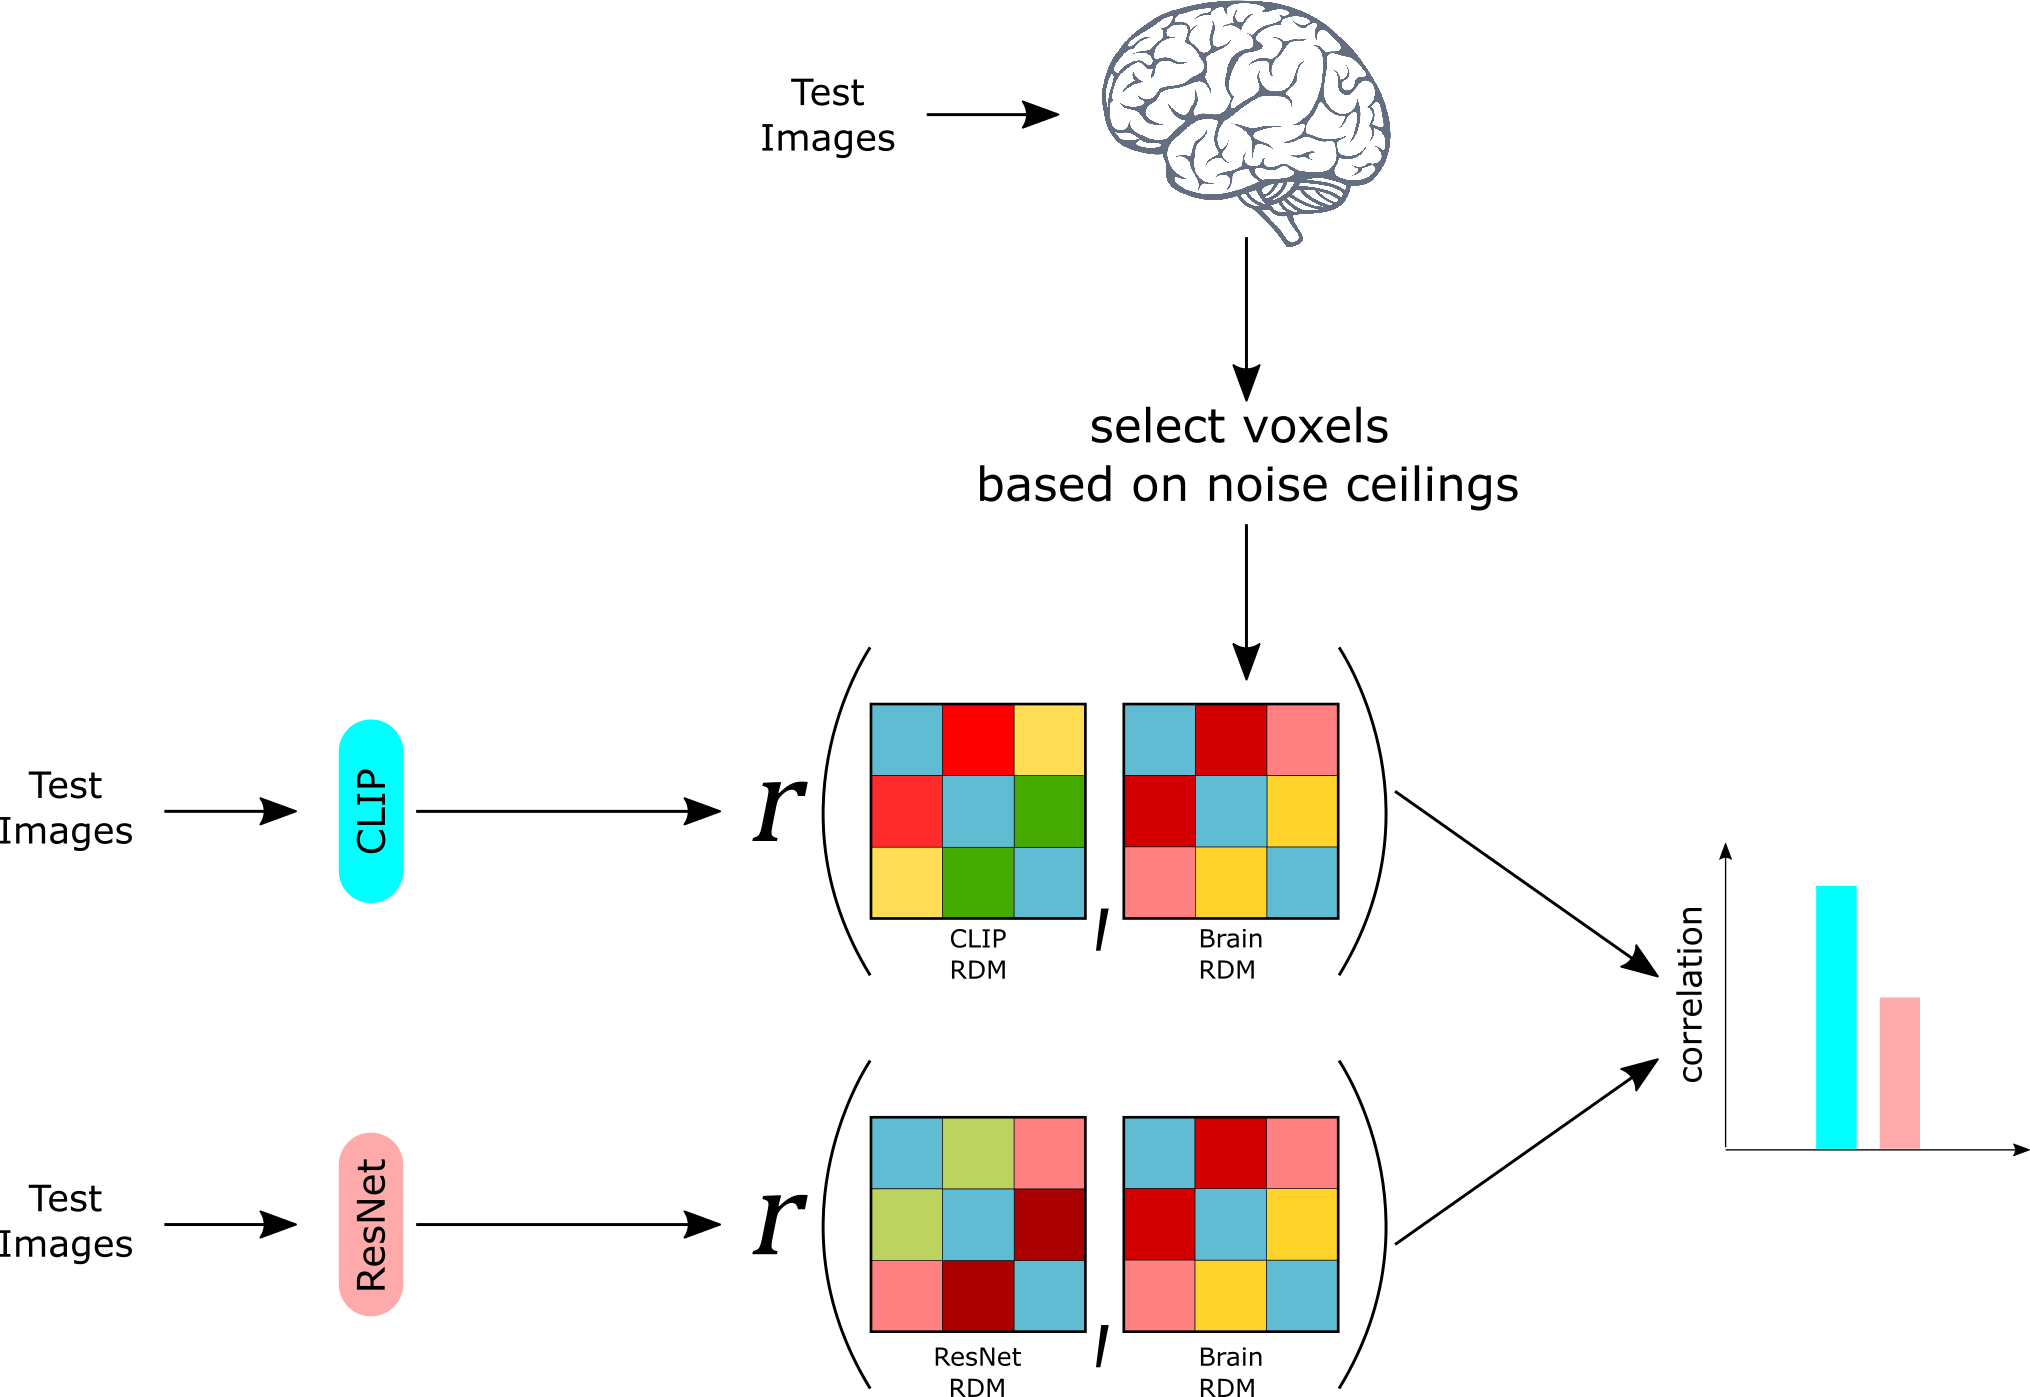 Test
Images
select voxels
based on noise ceilings
Test
Images
CLIP
r
(
,
)
CLIP
RDM
Brain
RDM
correlation
Test
Images
ResNet
r
(
,
)
ResNet
RDM
Brain
RDM